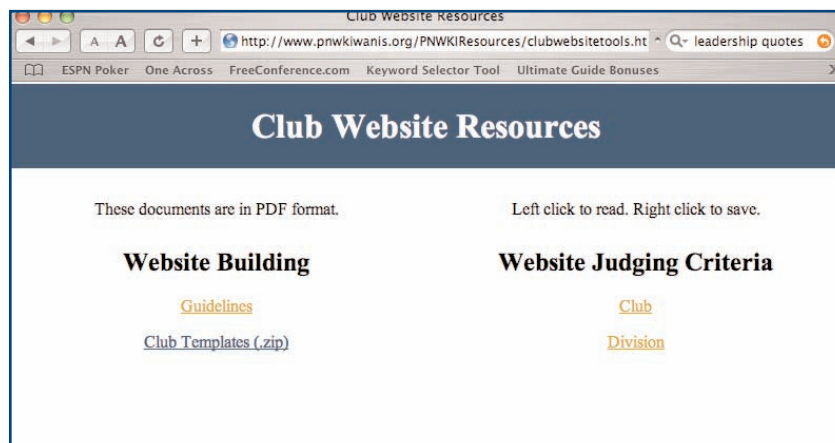 Club Website Resources
A A + http://www.pnwkiwanis.org/PNWKIResources/clubwebsitetools.ht Q- leadership quotes
ESPN Poker One Across FreeConference.com Keyword Selector Tool Ultimate Guide Bonuses
Club Website Resources
These documents are in PDF format. Left click to read. Right click to save.
Website Building Website Judging Criteria
Guidelines Club
Club Templates (.zip) Division